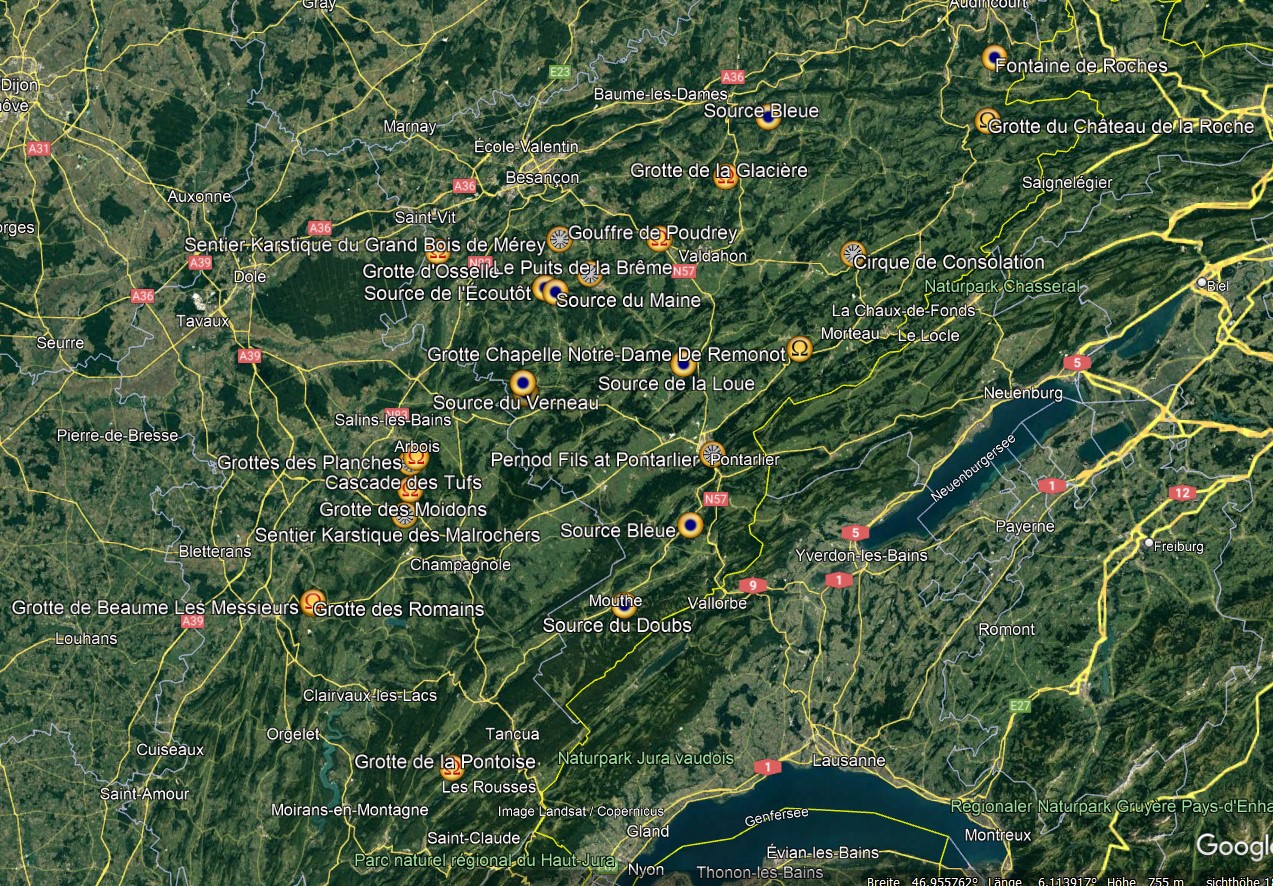 Gray
Audincourt
Fontaine de Roches
E23
A36
Dijon
Baume-les-Dames
Source Bleue
Marnay
Grotte du Château de la Roche
A31
École-Valentin
Grotte de la Glacière
Besançon
Saignelégier
A36
Auxonne
Saint-Vit
A36
Gouffre de Poudrey
Sentier Karstique du Grand Bois de Mérey
Valdahon
Cirque de Consolation
A39
Grotte d'Osselle
Le Puits de la Brême
N57
Dole
Naturpark Chasseral
Biel
Source de l'Écoutôt
Source du Maine
A36
La Chaux-de-Fonds
Tavaux
Morteau
Le Locle
Seurre
A39
Grotte Chapelle Notre-Dame De Remonot
5
Source de la Loue
Neuenburg
Source du Verneau
N83
Salins-les-Bains
Pierre-de-Bresse
Arbois
Neuenburgersee
Grottes des Planches
Pernod Fils at Pontarlier
Pontarlier
Cascade des Tufs
1
12
N57
Grotte des Moidons
Source Bleue
5
Payerne
Sentier Karstique des Malrochers
Freiburg
Bletterans
Yverdon-les-Bains
Champagnole
1
9
Mouthe
Vallorbe
Grotte de Beaume Les Messieurs
Grotte des Romains
A39
Source du Doubs
Romont
Louhans
Clairvaux-les-Lacs
E27
Orgelet
Tancua
Cuiseaux
Grotte de la Pontoise
Naturpark Jura vaudois
1
Lausanne
Les Rousses
Saint-Amour
Moirans-en-Montagne
Image Landsat / Copernicus
Regionaler Naturpark Gruyère Pays-d'Enha
Genfersee
Gland
Saint-Claude
Montreux
Google
Évian-les-Bains
Parc naturel régional du Haut-Jura
Nyon
Thonon-les-Bains
Breite 46.955762° Länge 6.113917° Höhe 755 m sichthöhe